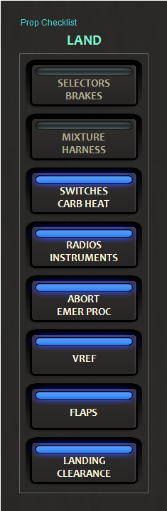 Prop Checklist
LAND
SELECTORS
BRAKES
MIXTURE
HARNESS
SWITCHES
CARB HEAT
RADIOS
INSTRUMENTS
ABORT
EMER PROC
VREF
FLAPS
LANDING
CLEARANCE